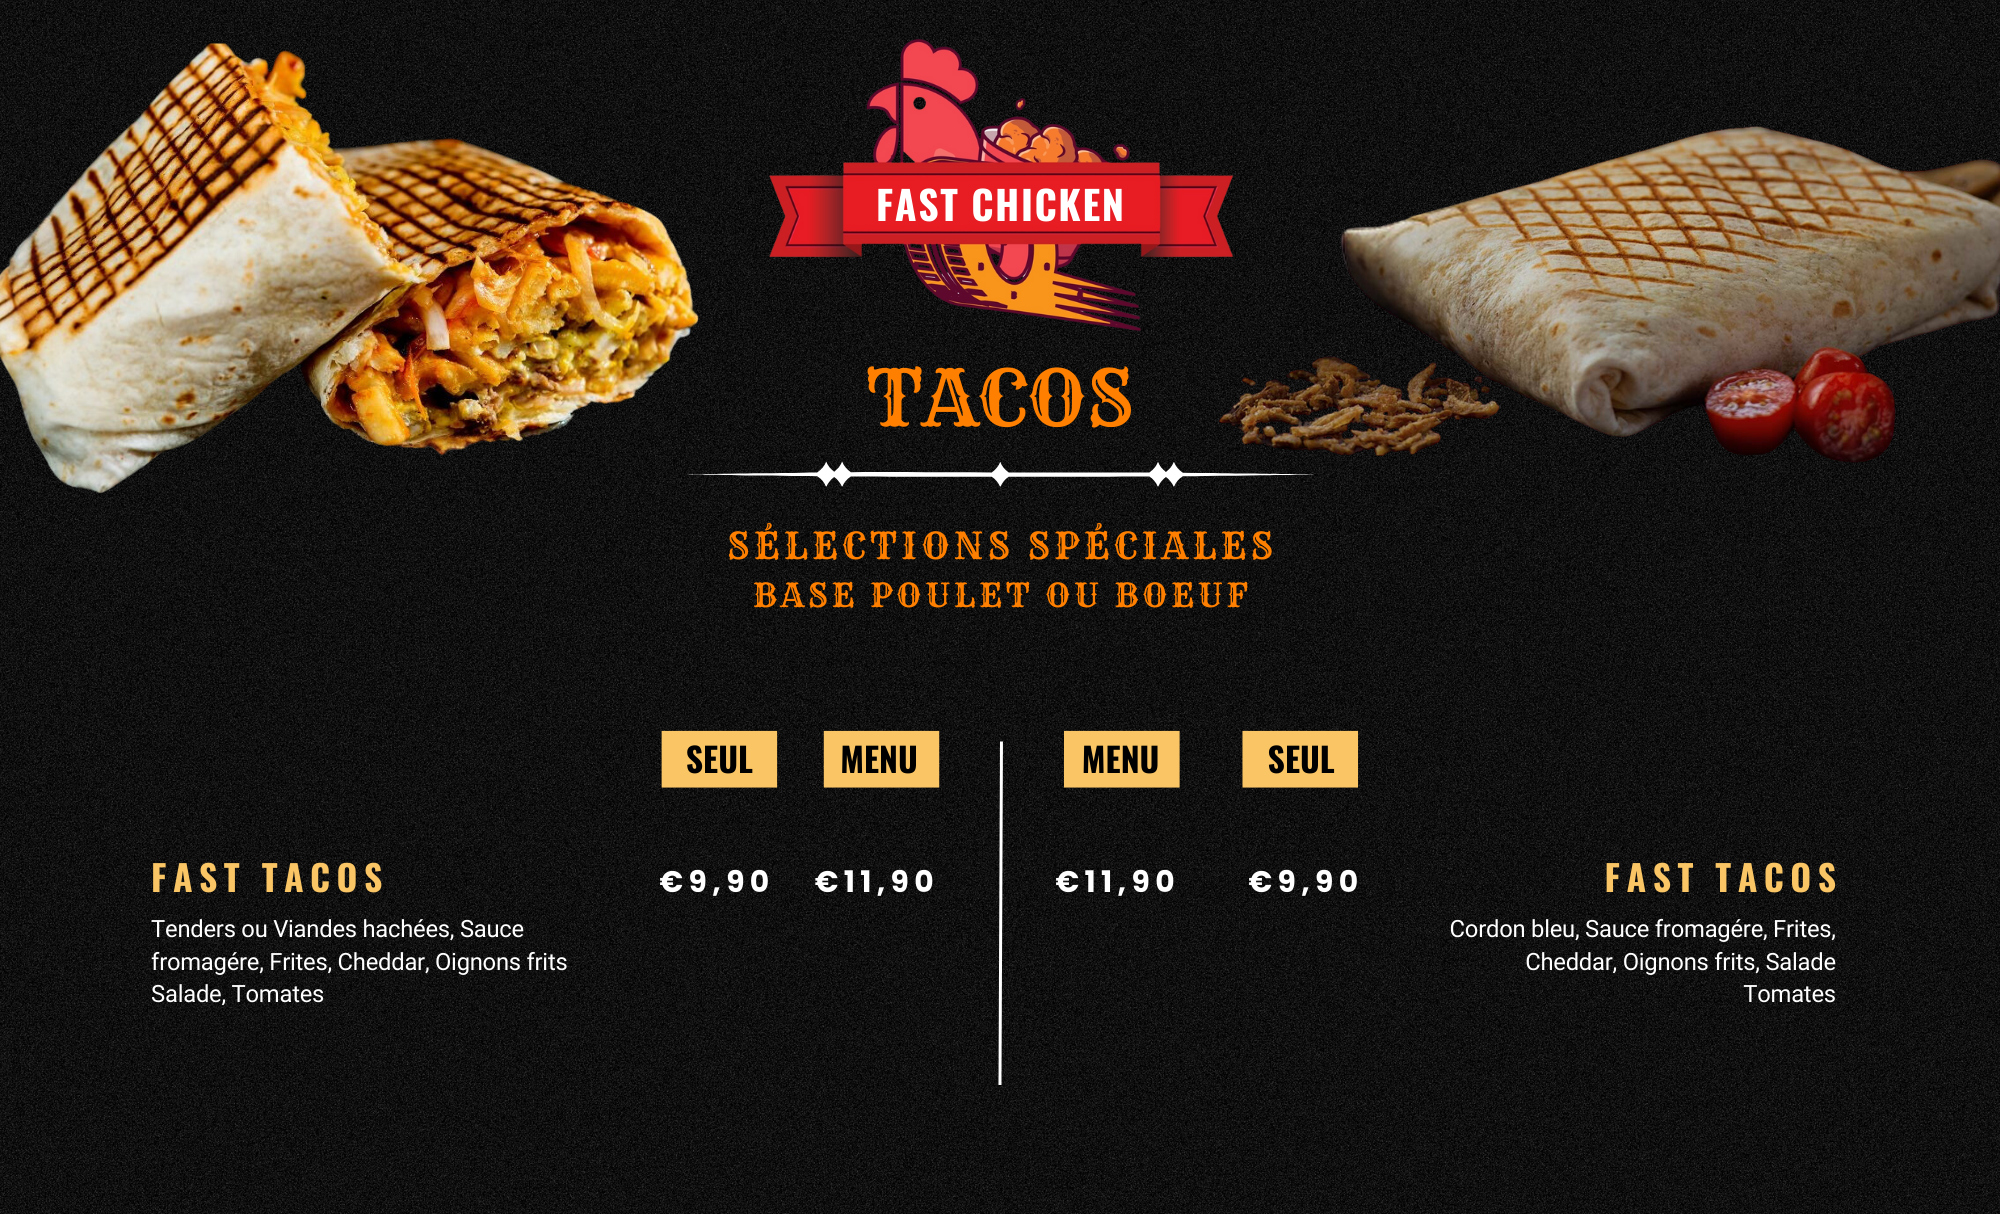 FAST CHICKEN
TACOS
SÉLECTIONS SPÉCIALES
BASE POULET OU BOEUF
SEUL MENU
FAST TACOS €9,90 €11,90
Tenders ou Viandes hachées, Sauce
fromagére, Frites, Cheddar, Oignons frits
Salade, Tomates
MENU SEUL
€11,90 €9,90 FAST TACOS
Cordon bleu, Sauce fromagére, Frites,
Cheddar, Oignons frits, Salade
Tomates